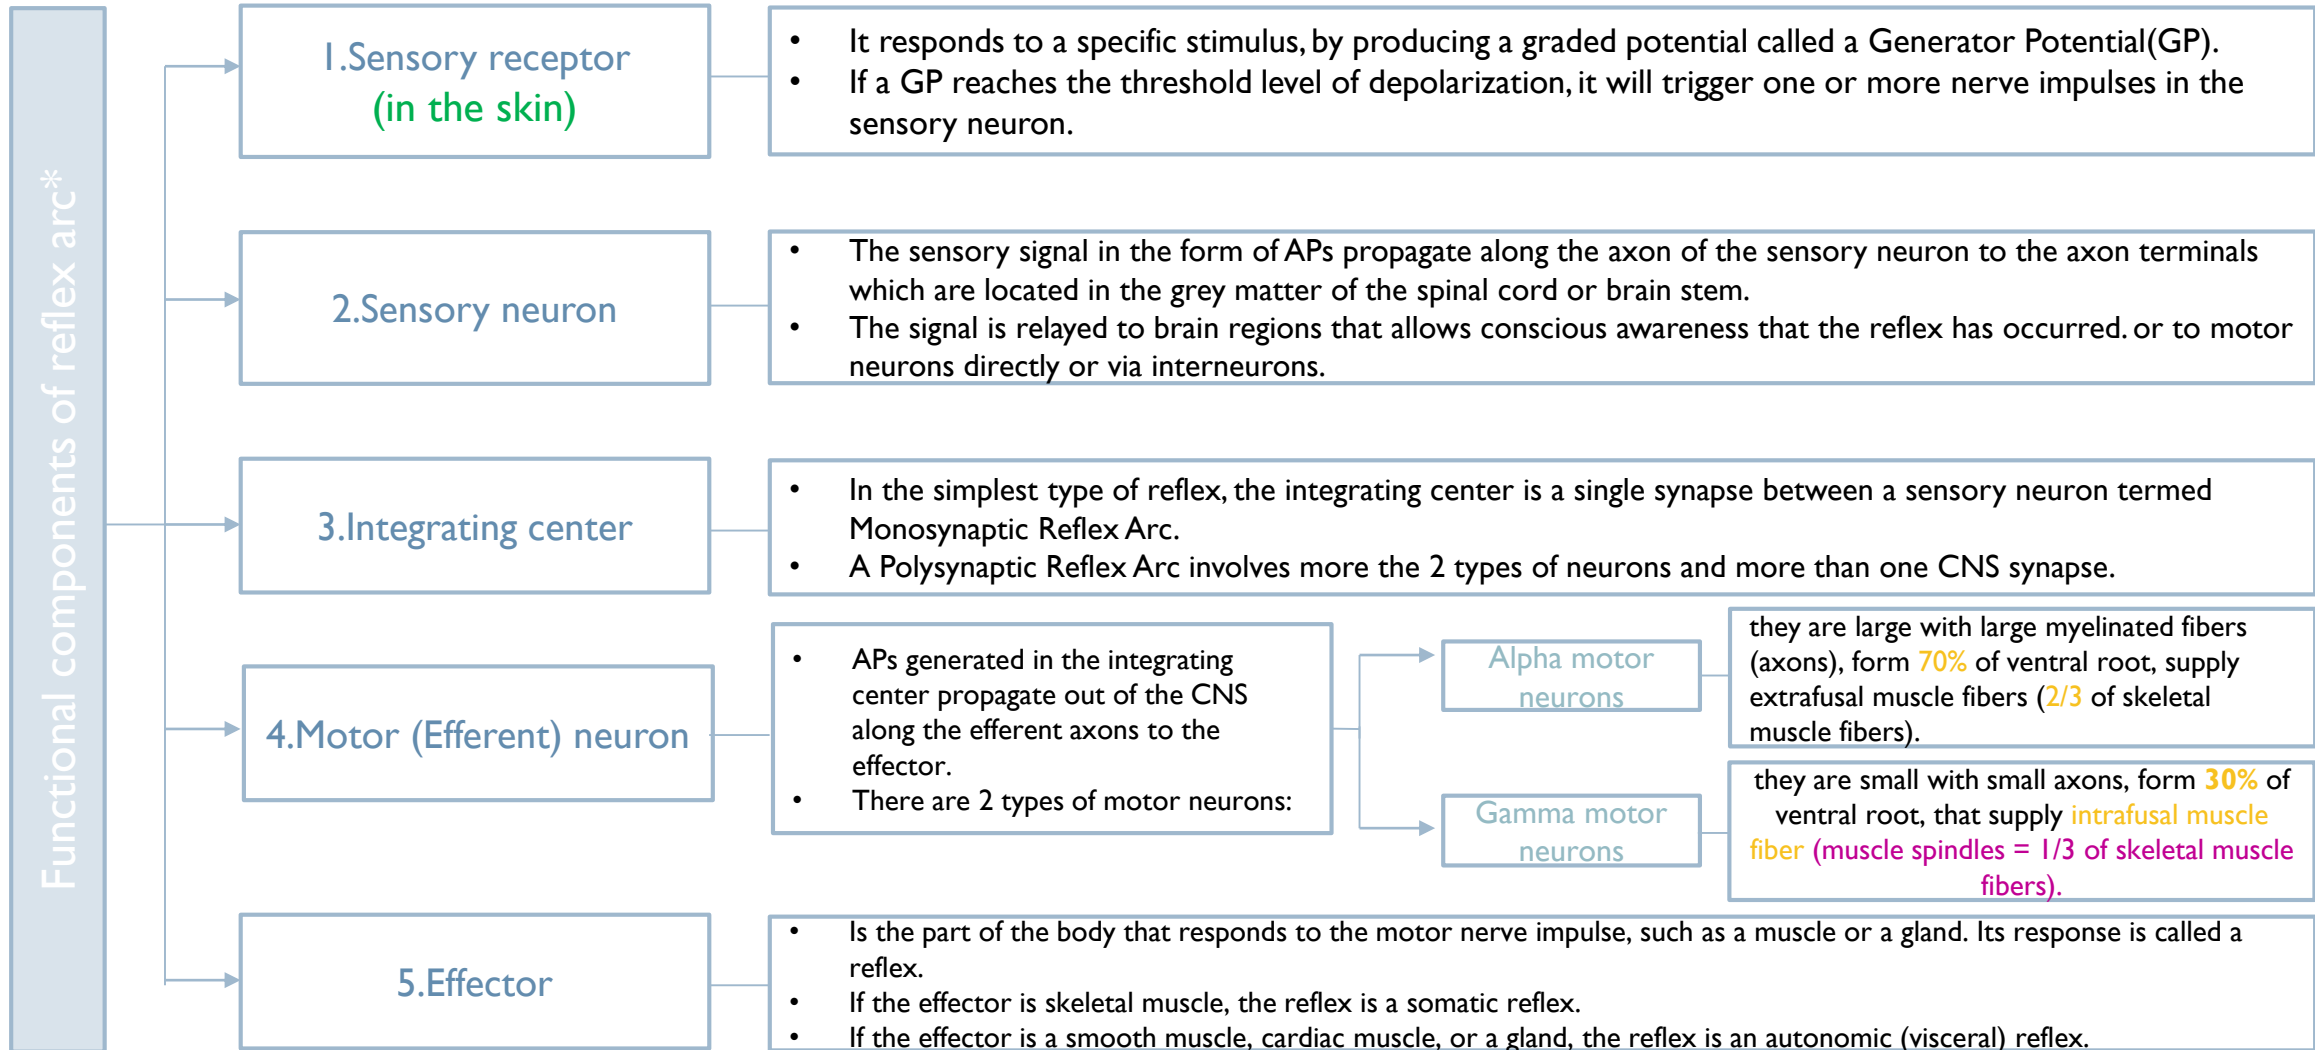 Functional components of reflex arc*
1.Sensory receptor
(in the skin)
• It responds to a specific stimulus, by producing a graded potential called a Generator Potential(GP).
• If a GP reaches the threshold level of depolarization, it will trigger one or more nerve impulses in the
sensory neuron.
2.Sensory neuron
• The sensory signal in the form of APs propagate along the axon of the sensory neuron to the axon terminals
which are located in the grey matter of the spinal cord or brain stem.
• The signal is relayed to brain regions that allows conscious awareness that the reflex has occurred. or to motor
neurons directly or via interneurons.
3.Integrating center
• In the simplest type of reflex, the integrating center is a single synapse between a sensory neuron termed
Monosynaptic Reflex Arc.
• A Polysynaptic Reflex Arc involves more the 2 types of neurons and more than one CNS synapse.
4.Motor (Efferent) neuron
• APs generated in the integrating
center propagate out of the CNS
along the efferent axons to the
effector.
• There are 2 types of motor neurons:
Alpha motor
neurons
they are large with large myelinated fibers
(axons), form 70% of ventral root, supply
extrafusal muscle fibers (2/3 of skeletal
muscle fibers).
Gamma motor
neurons
they are small with small axons, form 30% of
ventral root, that supply intrafusal muscle
fiber (muscle spindles = 1/3 of skeletal muscle
fibers).
5.Effector
• Is the part of the body that responds to the motor nerve impulse, such as a muscle or a gland. Its response is called a
reflex.
• If the effector is skeletal muscle, the reflex is a somatic reflex.
• If the effector is a smooth muscle, cardiac muscle, or a gland, the reflex is an autonomic (visceral) reflex.